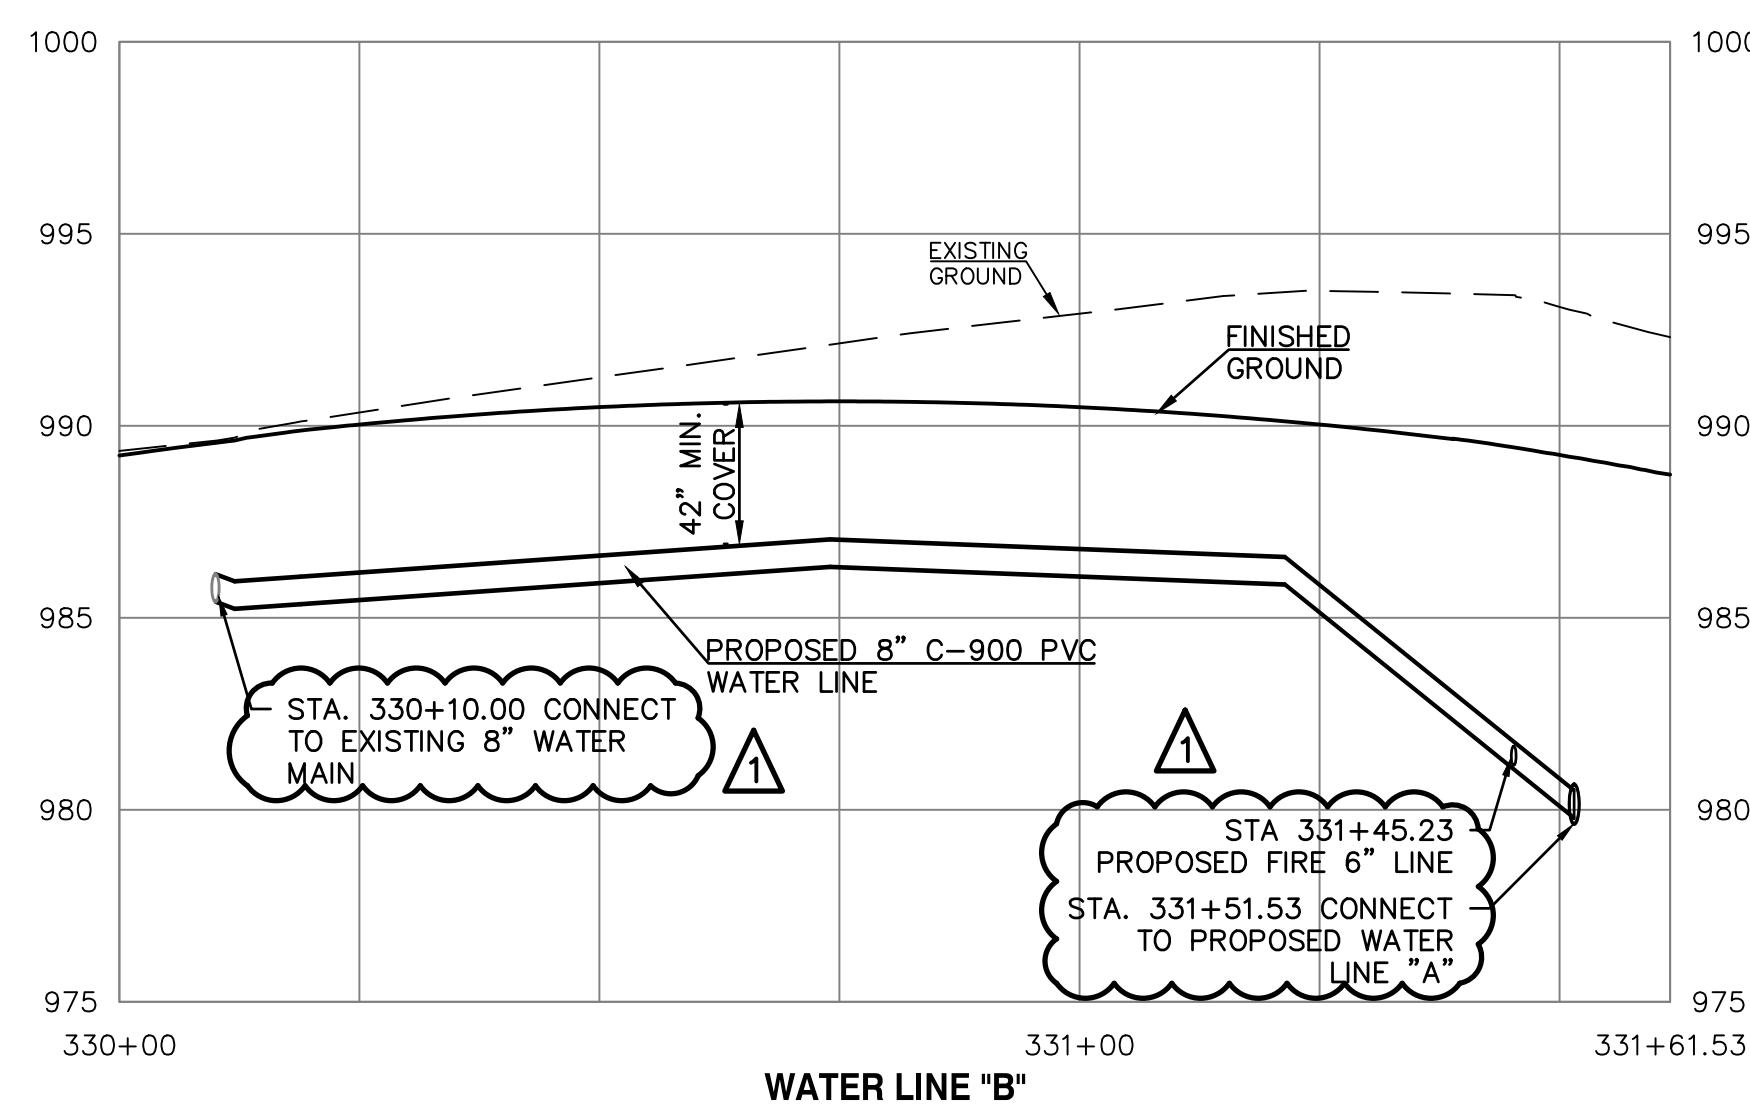 1000
1000
995
995
EXISTING
GROUND
FINISHED
GROUND
990
990
42” MIN.
COVER
985
985
PROPOSED 8” C-900 PVC
WATER LINE
STA. 330+10.00 CONNECT
TO EXISTING 8” WATER
MAIN
1
1
980
980
STA 331+45.23
PROPOSED FIRE 6” LINE
STA. 331+51.53 CONNECT
TO PROPOSED WATER
LINE ”A”
975
975
330+00
331+00
331+61.53
WATER LINE "B"